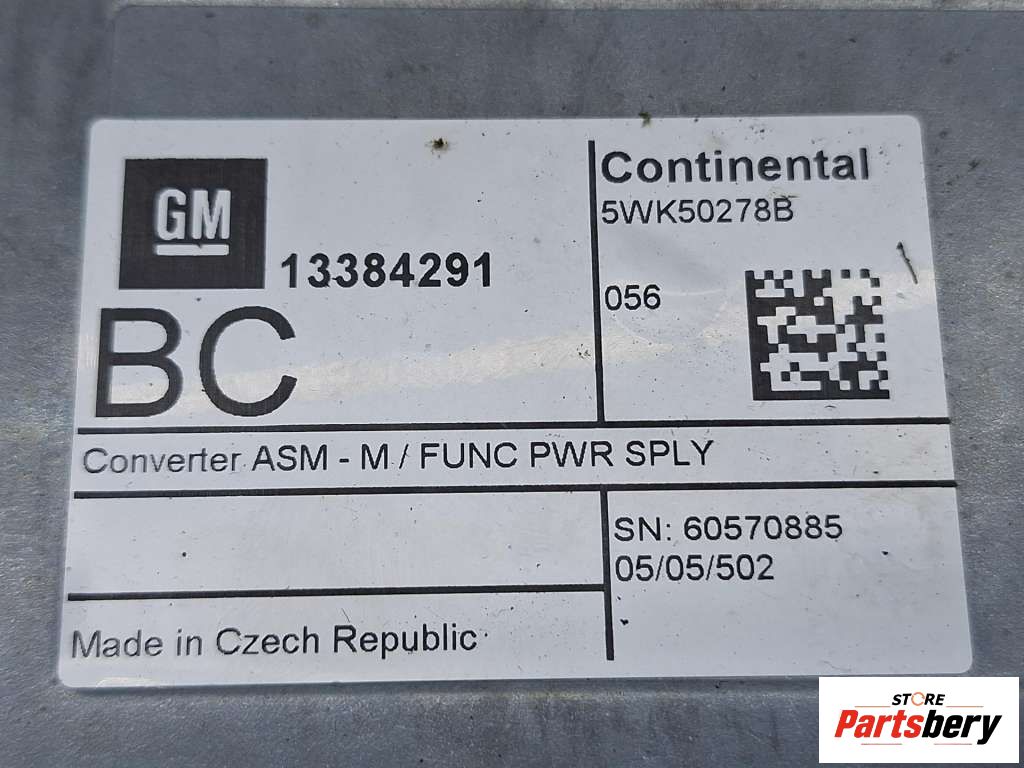 GM
13384291
BC
Continental
5WK50278B
056
Converter ASM - M / FUNC PWR SPLY
SN: 60570885
05/05/502
Made in Czech Republic
STORE
Partsbery